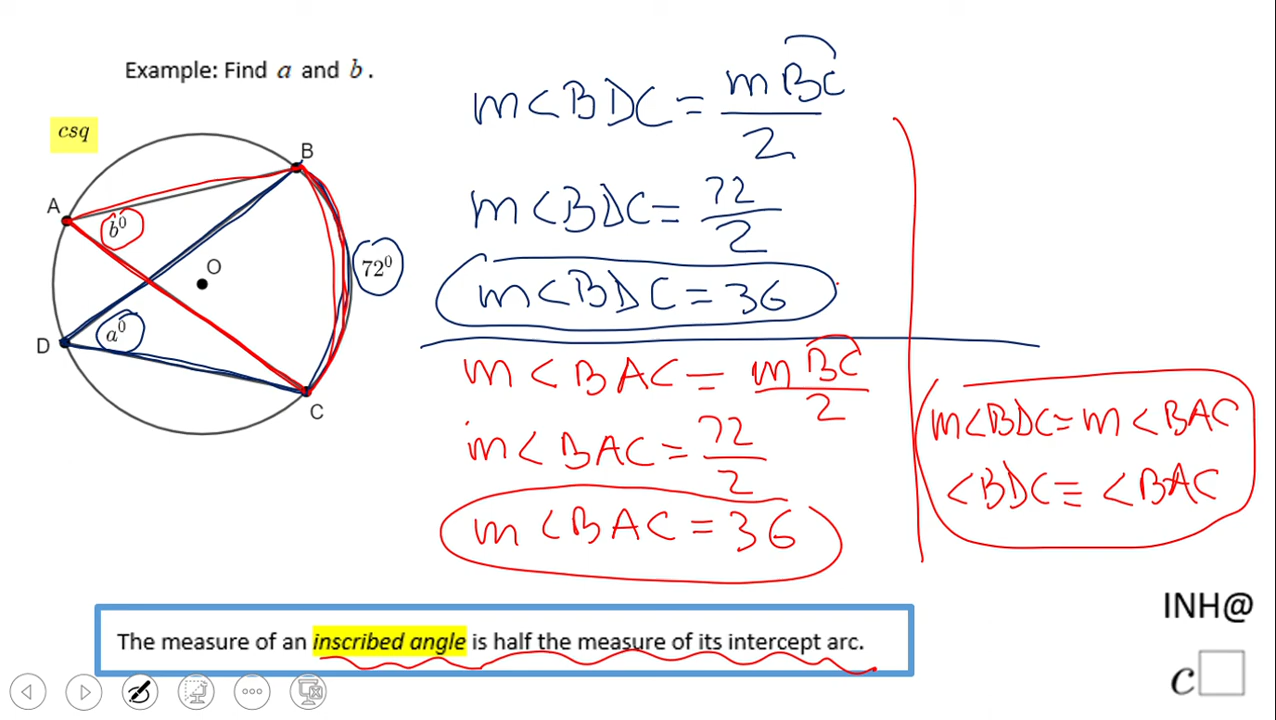 Example: Find a and b.
csq
A
B
b⁰
O
72⁰
D
a⁰
C
m<BDC = mBC/2
m<BDC = 72/2
m<BDC = 36
m<BAC = mBC/2
m<BAC = 72/2
m<BAC = 36
m<BDC = m<BAC
<BDC ≅ <BAC
The measure of an inscribed angle is half the measure of its intercept arc.
INH@
c